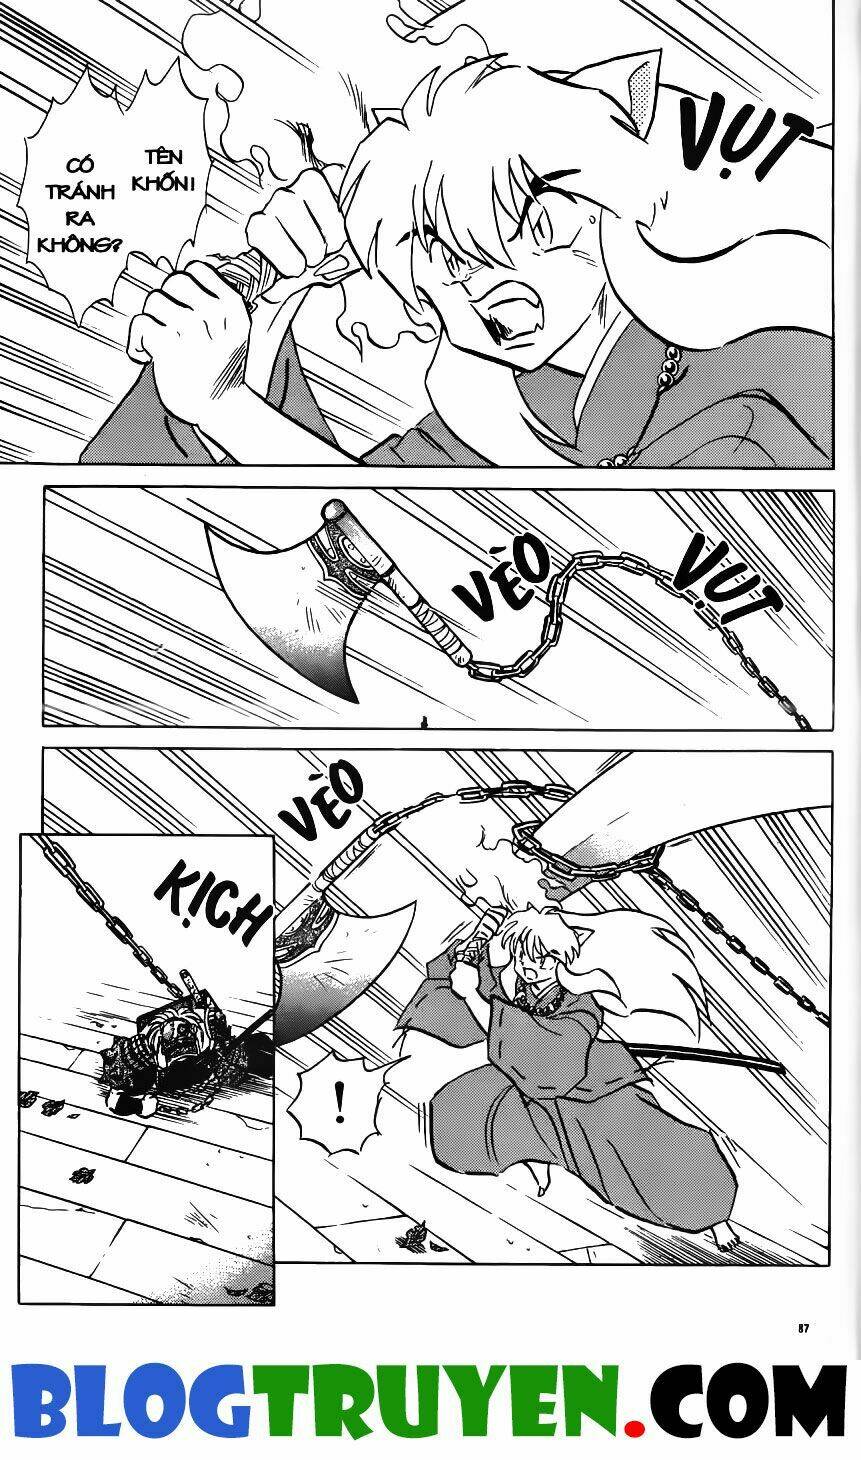 VỤT
TÊN
KHỐN!
CÓ
TRÁNH
RA
KHÔNG?
VÈO
VỤT
VÈO
KỊCH
!
87
BLOGTRUYEN.COM